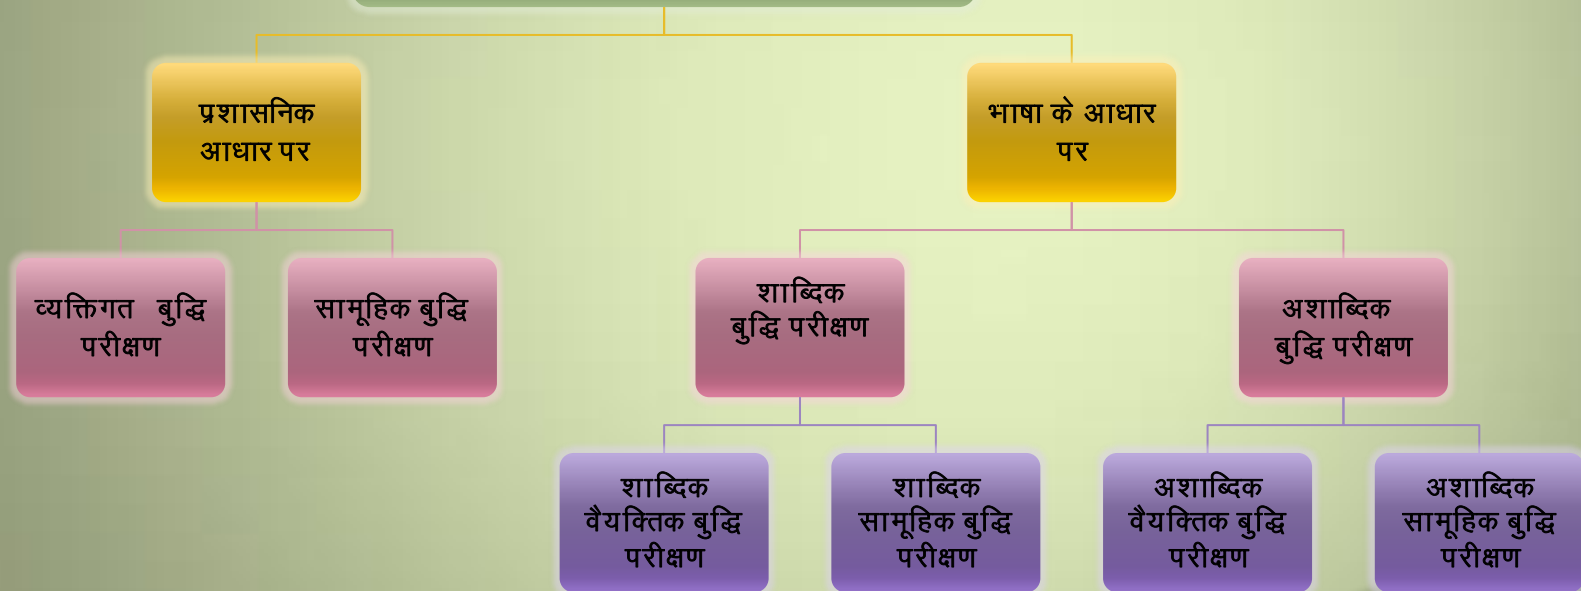 प्रशासनिक
आधार पर
भाषा के आधार
पर
व्यक्तिगत बुद्धि
परीक्षण
सामूहिक बुद्धि
परीक्षण
शाब्दिक
बुद्धि परीक्षण
अशाब्दिक
बुद्धि परीक्षण
शाब्दिक
वैयक्तिक बुद्धि
परीक्षण
शाब्दिक
सामूहिक बुद्धि
परीक्षण
अशाब्दिक
वैयक्तिक बुद्धि
परीक्षण
अशाब्दिक
सामूहिक बुद्धि
परीक्षण